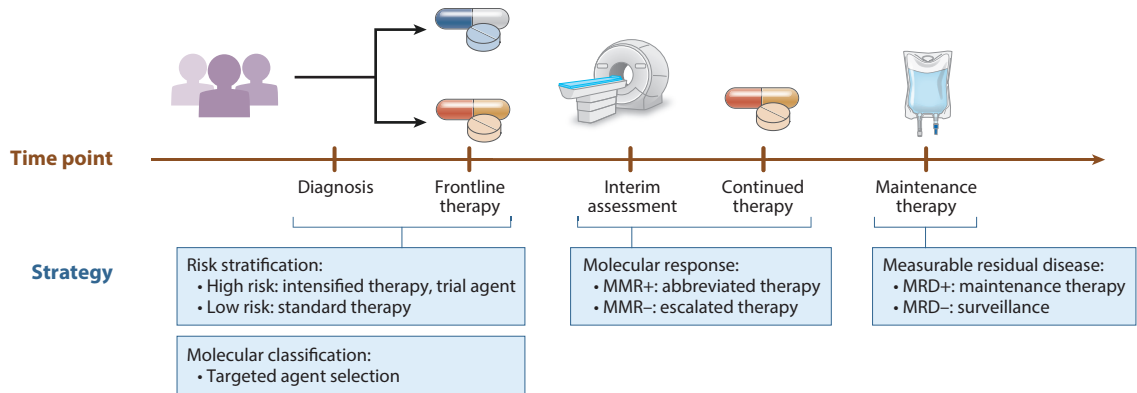 Time point
Diagnosis
Frontline
therapy
Interim
assessment
Continued
therapy
Maintenance
therapy
Strategy
Risk stratification:
• High risk: intensified therapy, trial agent
• Low risk: standard therapy
Molecular classification:
• Targeted agent selection
Molecular response:
• MMR+: abbreviated therapy
• MMR–: escalated therapy
Measurable residual disease:
• MRD+: maintenance therapy
• MRD–: surveillance